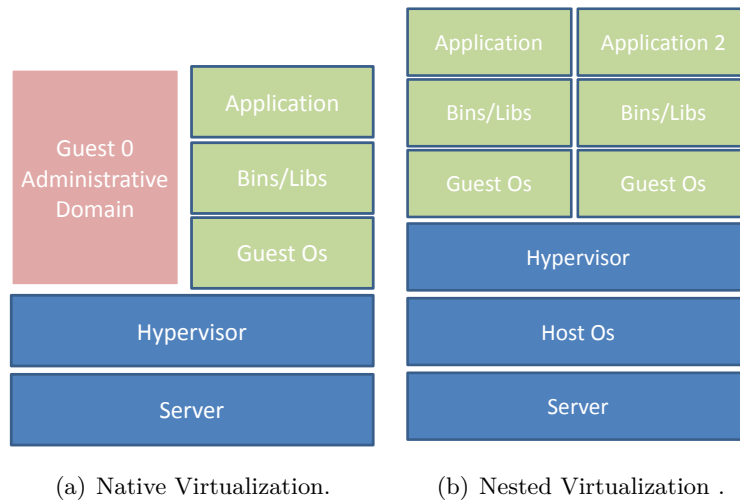 Guest 0
Administrative
Domain
Application
Bins/Libs
Guest Os
Hypervisor
Server
(a) Native Virtualization.
Application
Application 2
Bins/Libs
Bins/Libs
Guest Os
Guest Os
Hypervisor
Host Os
Server
(b) Nested Virtualization .